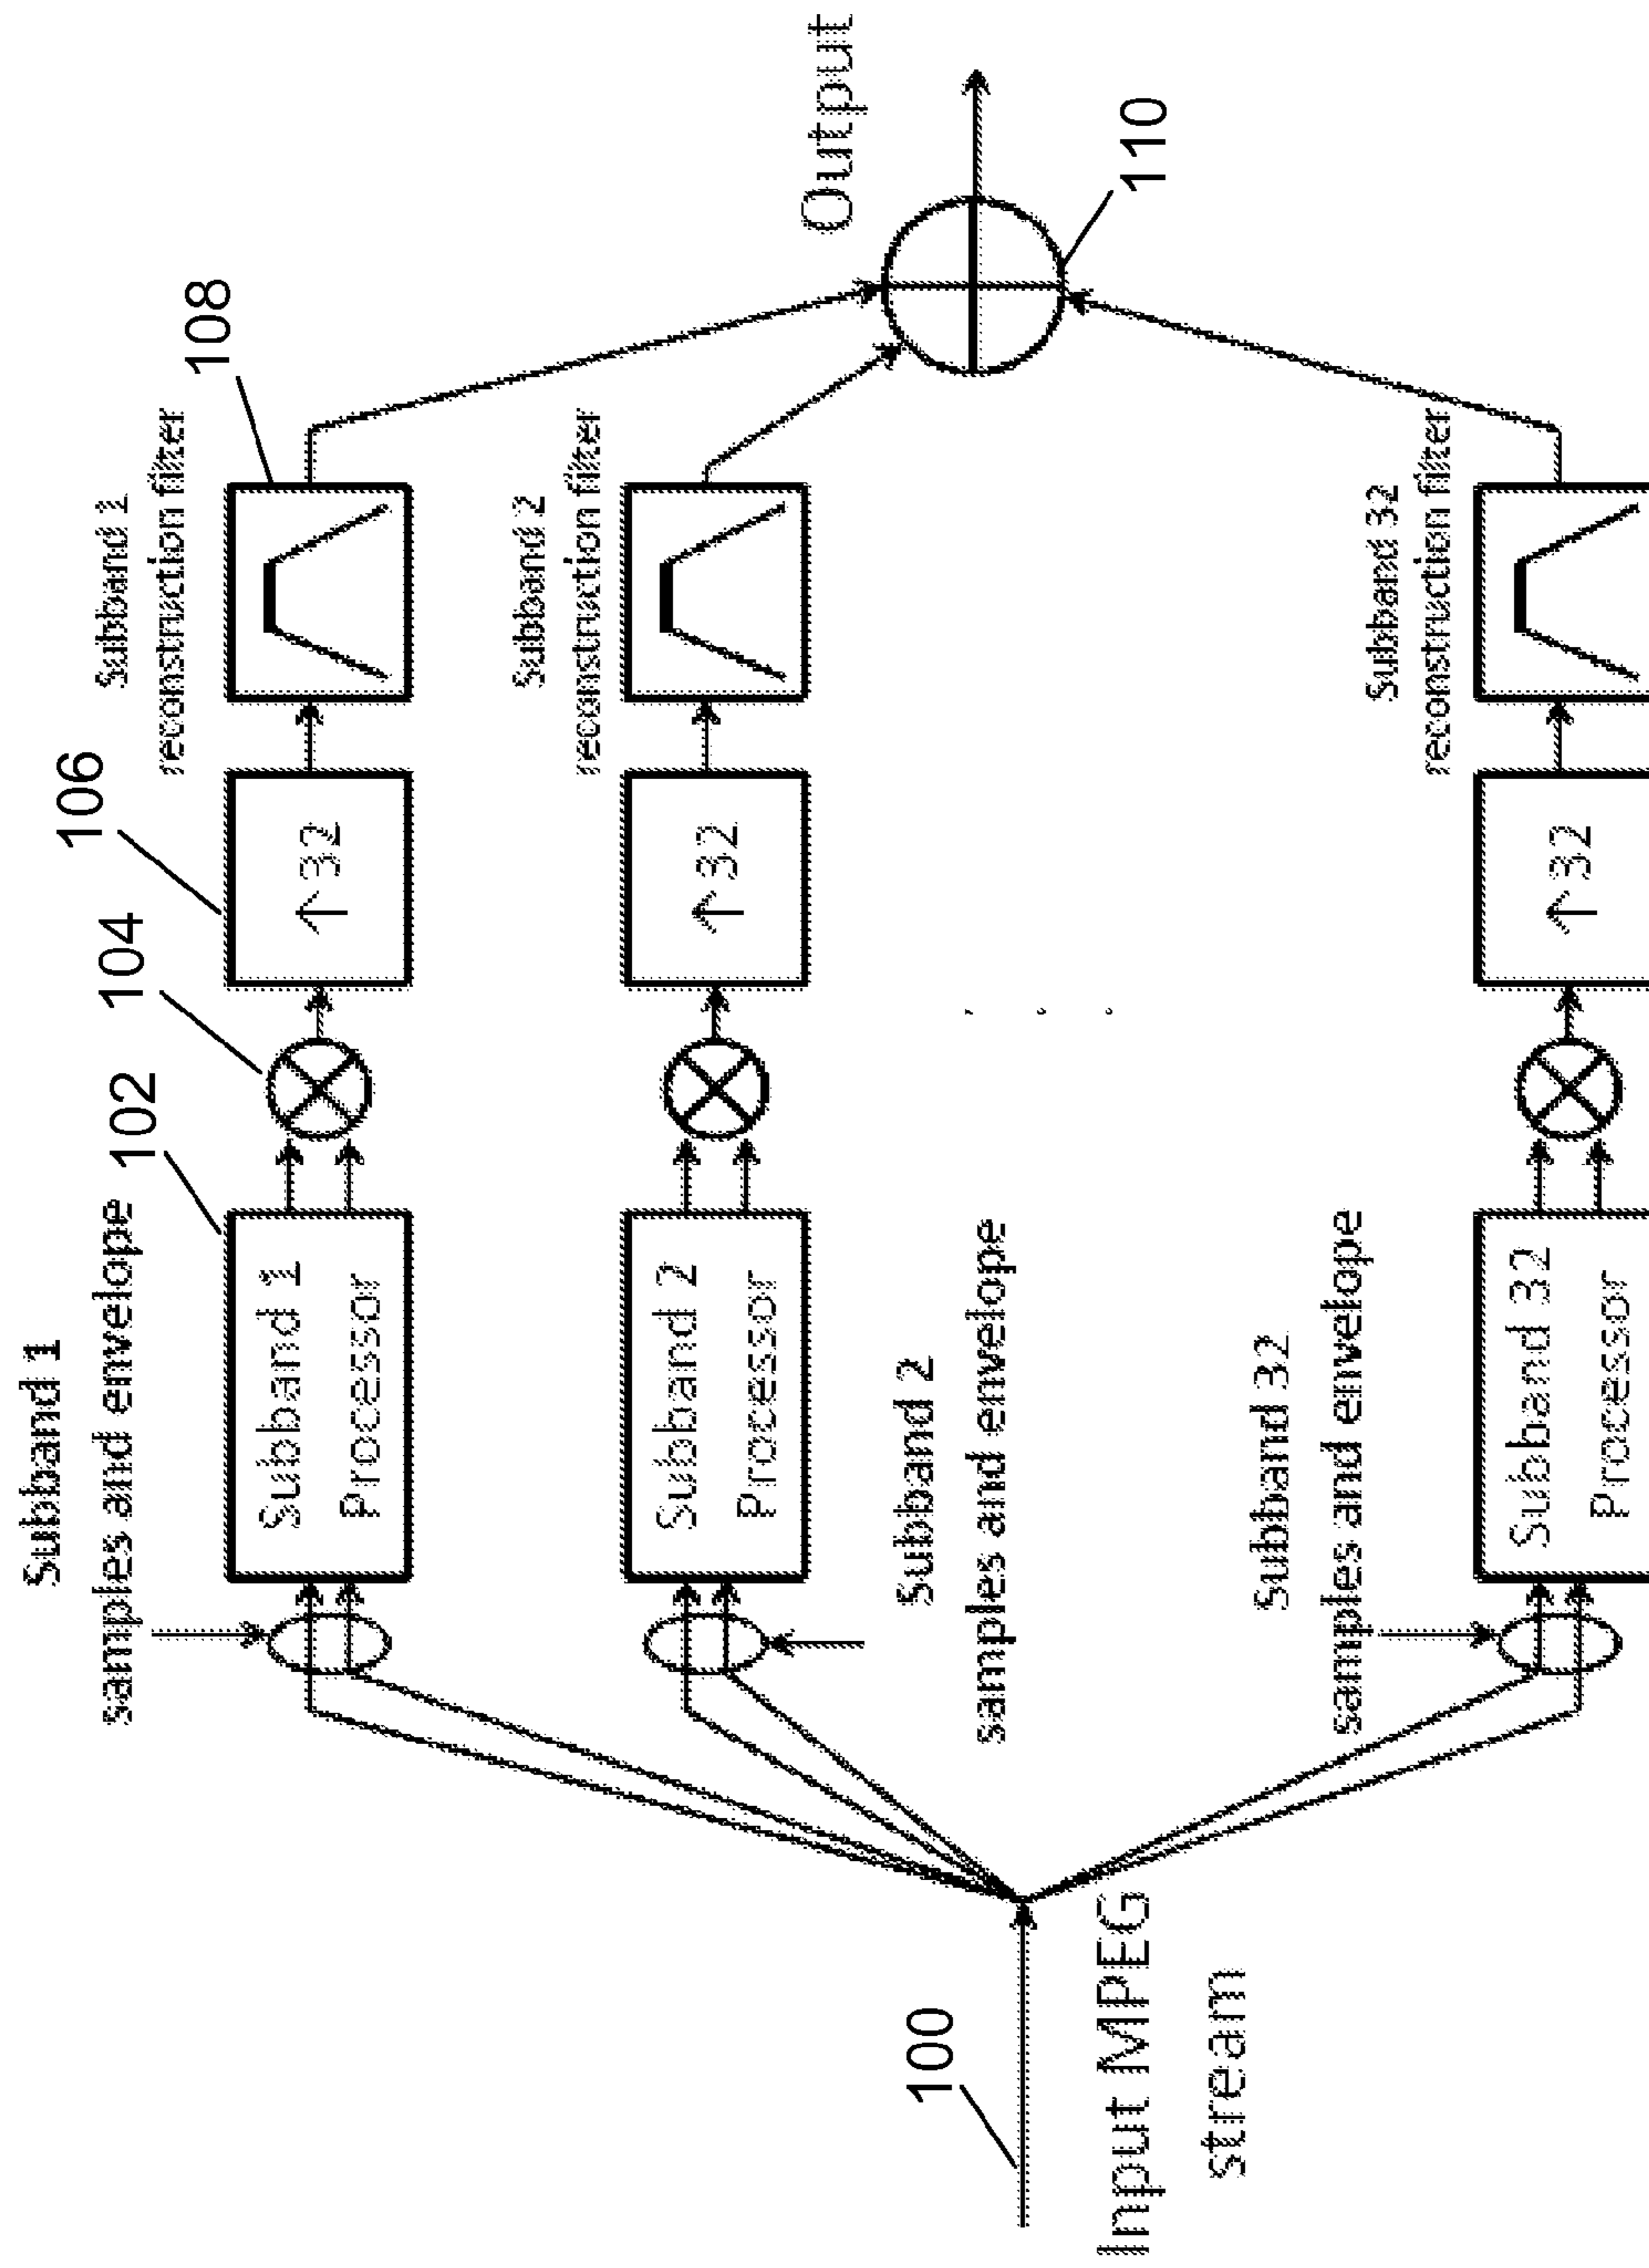 Subband 1
samples and envelope
102
104
106
Subband 1
reconstruction filter
108
Subband 1
Processor
↑32
Output
Subband 2
reconstruction filter
Subband 2
Processor
↑32
110
Subband 2
samples and envelope
100
Input MPEG
stream
Subband 32
samples and envelope
Subband 32
reconstruction filter
Subband 32
Processor
↑32